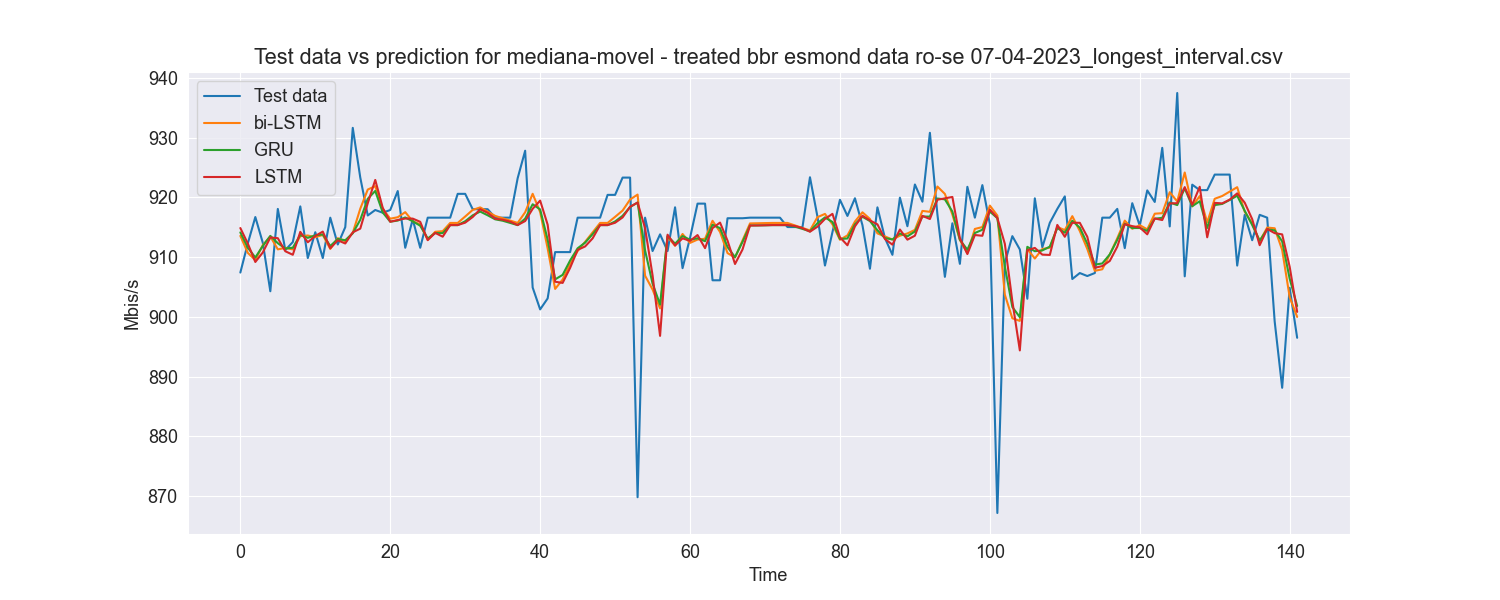 Test data vs prediction for mediana-movel - treated bbr esmond data ro-se 07-04-2023_longest_interval.csv
Test data
bi-LSTM
GRU
LSTM
940
930
920
910
900
890
880
870
Mbis/s
0 20 40 60 80 100 120 140
Time